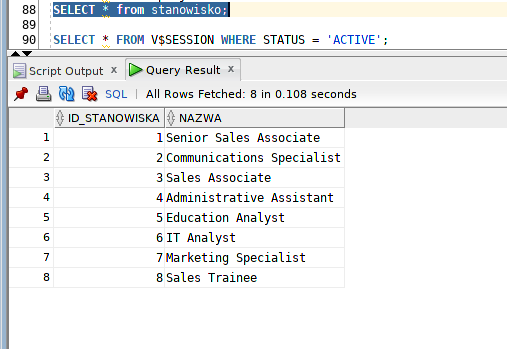 88 SELECT * from stanowisko;
89
90 SELECT * FROM V$SESSION WHERE STATUS = 'ACTIVE';
Script Output x Query Result x
SQL | All Rows Fetched: 8 in 0.108 seconds
ID_STANOWISKA NAZWA
1 1 Senior Sales Associate
2 2 Communications Specialist
3 3 Sales Associate
4 4 Administrative Assistant
5 5 Education Analyst
6 6 IT Analyst
7 7 Marketing Specialist
8 8 Sales Trainee